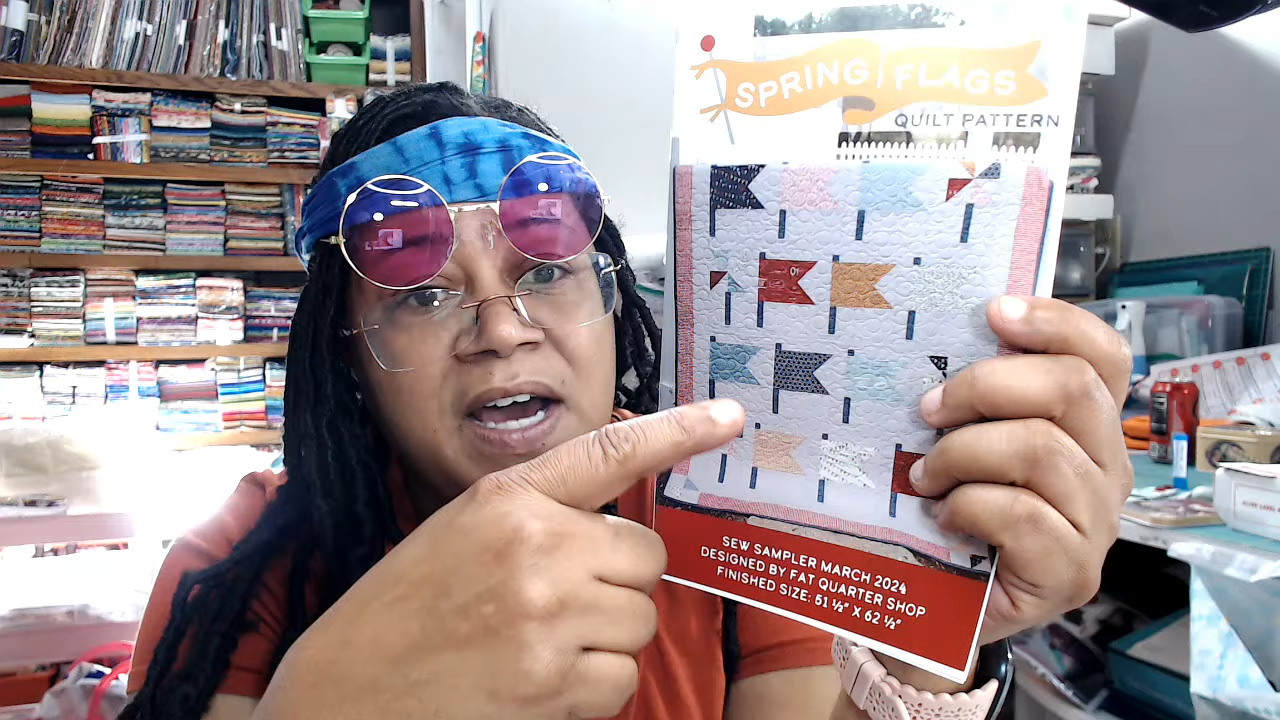 SPRING FLAGS
QUILT PATTERN
SEW SAMPLER MARCH 2024
DESIGNED BY FAT QUARTER SHOP
FINISHED SIZE: 51 ½" X 62 ½"